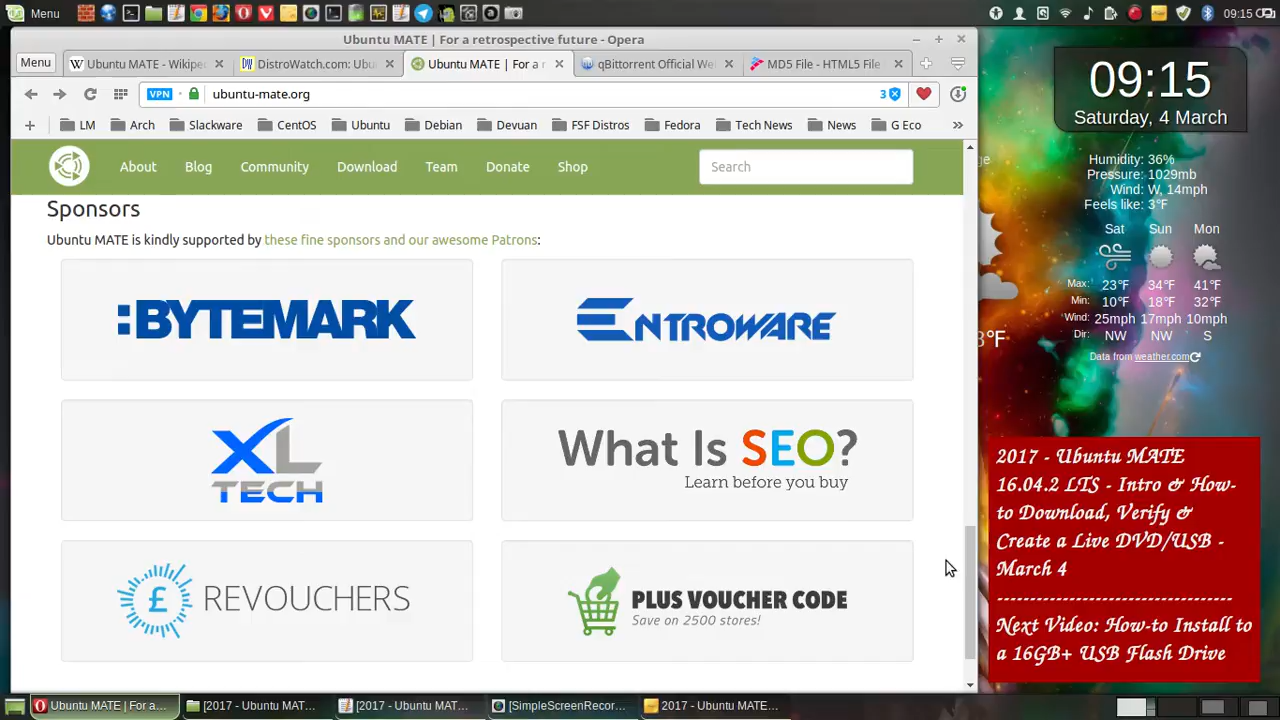 Menu
09:15
Ubuntu MATE | For a retrospective future - Opera
Menu
Ubuntu MATE - Wikipe
DistroWatch.com: Ubu
Ubuntu MATE | For a r
qBittorrent Official We
MD5 File - HTML5 File
VPN
ubuntu-mate.org
3
LM
Arch
Slackware
CentOS
Ubuntu
Debian
Devuan
FSF Distros
Fedora
Tech News
News
G Eco
»
About
Blog
Community
Download
Team
Donate
Shop
Search
Sponsors
Ubuntu MATE is kindly supported by these fine sponsors and our awesome Patrons:
:BYTEMARK
ENTROWARE
XL
TECH
What Is SEO?
Learn before you buy
£ REVOUCHERS
PLUS VOUCHER CODE
Save on 2500 stores!
09:15
Saturday, 4 March
Humidity: 36%
Pressure: 1029mb
Wind: W, 14mph
Feels like: 3°F
Sat Sun Mon
Max: 23°F 34°F 41°F
Min: 10°F 18°F 32°F
Wind: 25mph 17mph 10mph
Dir: NW NW S
Data from weather.com
2017 - Ubuntu MATE
16.04.2 LTS - Intro & How-
to Download, Verify &
Create a Live DVD/USB -
March 4
----------------------------------
Next Video: How-to Install to
a 16GB+ USB Flash Drive
Ubuntu MATE | For a...
[2017 - Ubuntu MAT...
[2017 - Ubuntu MAT...
[SimpleScreenRecor...
2017 - Ubuntu MATE...